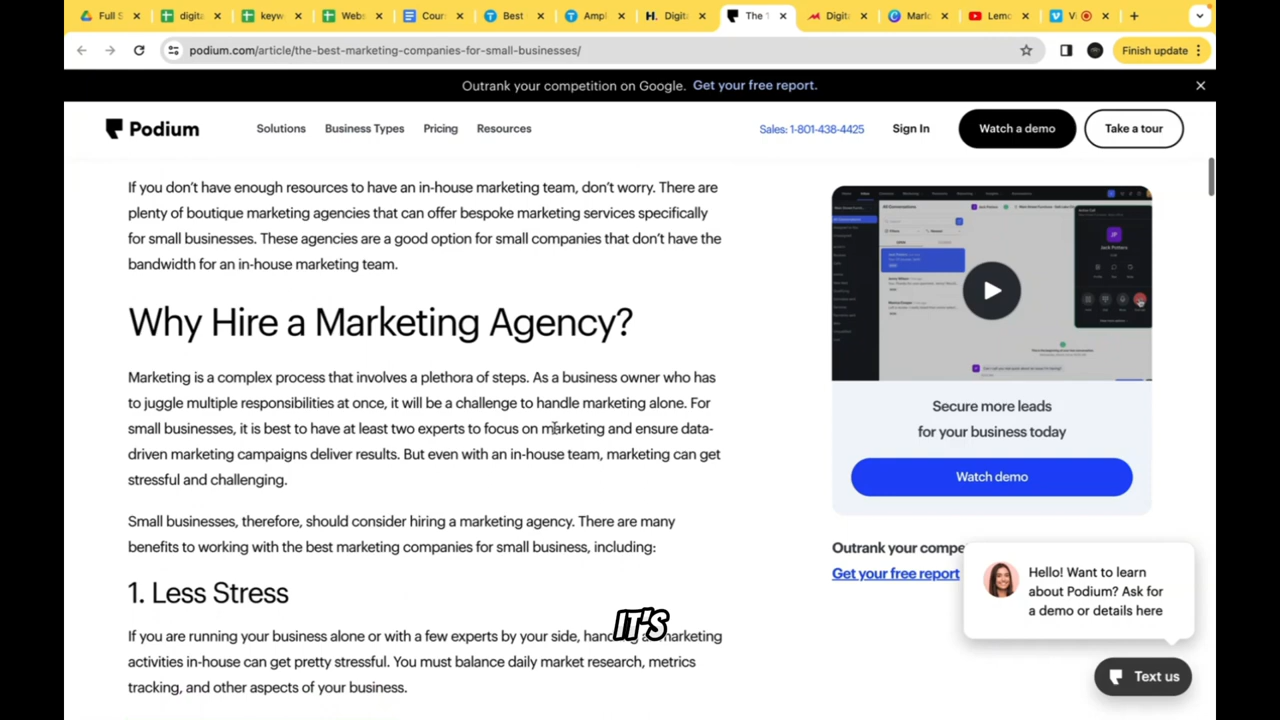 Full S
digita
keyw
Webs
Cour
Best
Ampl
Digita
The 1
Digit
Mark
Lemo
V
podium.com/article/the-best-marketing-companies-for-small-businesses/
Finish update
Outrank your competition on Google. Get your free report.
Podium
Solutions
Business Types
Pricing
Resources
Sales: 1-801-438-4425
Sign In
Watch a demo
Take a tour
If you don't have enough resources to have an in-house marketing team, don't worry. There are
plenty of boutique marketing agencies that can offer bespoke marketing services specifically
for small businesses. These agencies are a good option for small companies that don't have the
bandwidth for an in-house marketing team.
Why Hire a Marketing Agency?
Marketing is a complex process that involves a plethora of steps. As a business owner who has
to juggle multiple responsibilities at once, it will be a challenge to handle marketing alone. For
small businesses, it is best to have at least two experts to focus on marketing and ensure data-
driven marketing campaigns deliver results. But even with an in-house team, marketing can get
stressful and challenging.
Small businesses, therefore, should consider hiring a marketing agency. There are many
benefits to working with the best marketing companies for small business, including:
1. Less Stress
If you are running your business alone or with a few experts by your side, hand marketing
activities in-house can get pretty stressful. You must balance daily market research, metrics
tracking, and other aspects of your business.
IT'S
Secure more leads
for your business today
Watch demo
Outrank your compe
Get your free report
Hello! Want to learn
about Podium? Ask for
a demo or details here
Text us